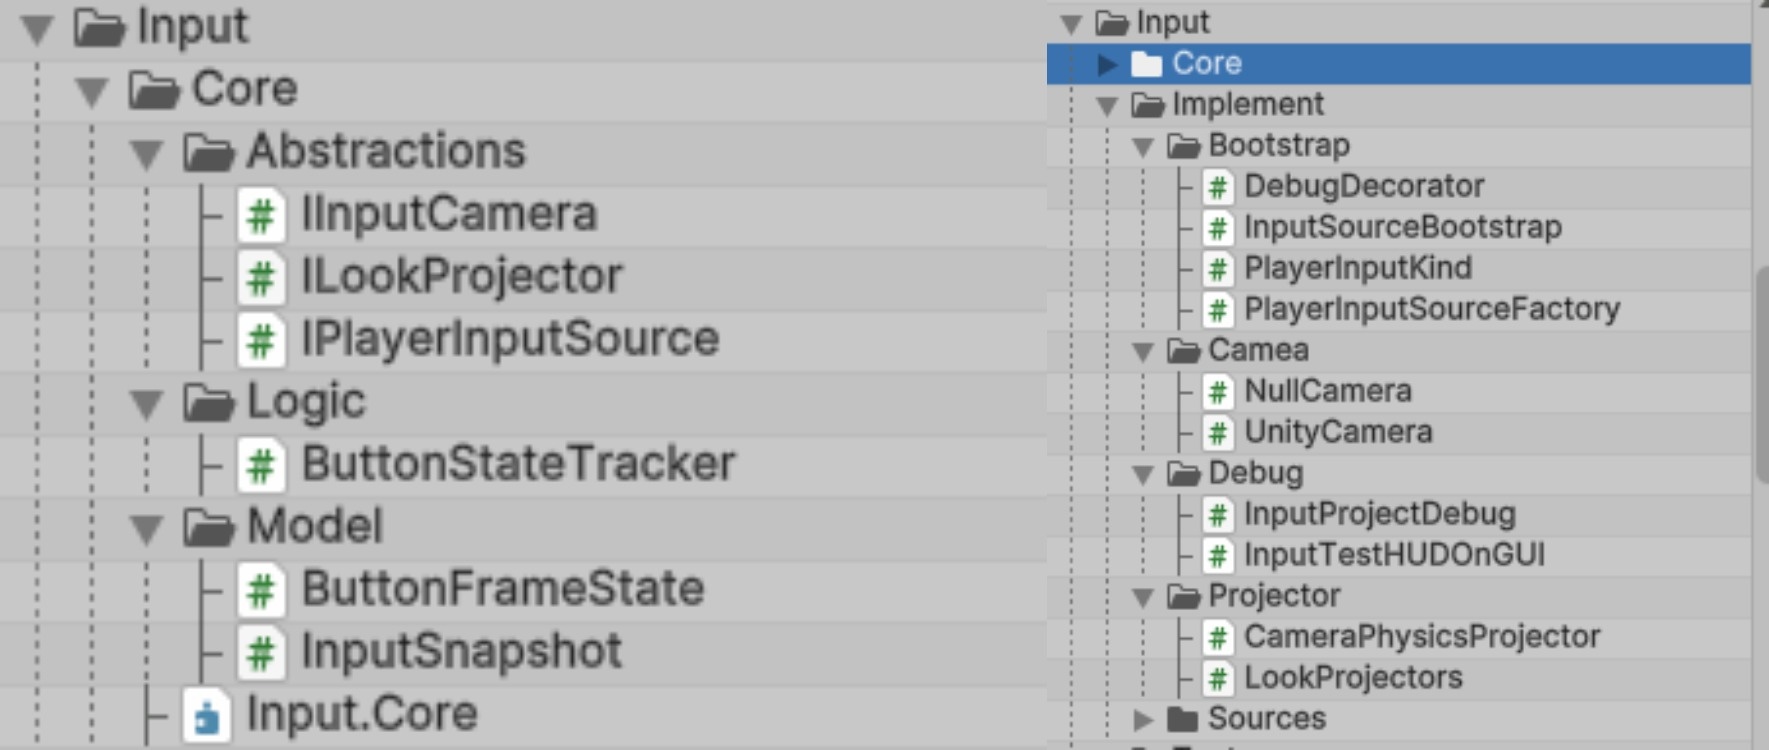 Input
Core
Abstractions
IInputCamera
ILookProjector
IPlayerInputSource
Logic
ButtonStateTracker
Model
ButtonFrameState
InputSnapshot
Input.Core
Input
Core
Implement
Bootstrap
DebugDecorator
InputSourceBootstrap
PlayerInputKind
PlayerInputSourceFactory
Camea
NullCamera
UnityCamera
Debug
InputProjectDebug
InputTestHUDOnGUI
Projector
CameraPhysicsProjector
LookProjectors
Sources